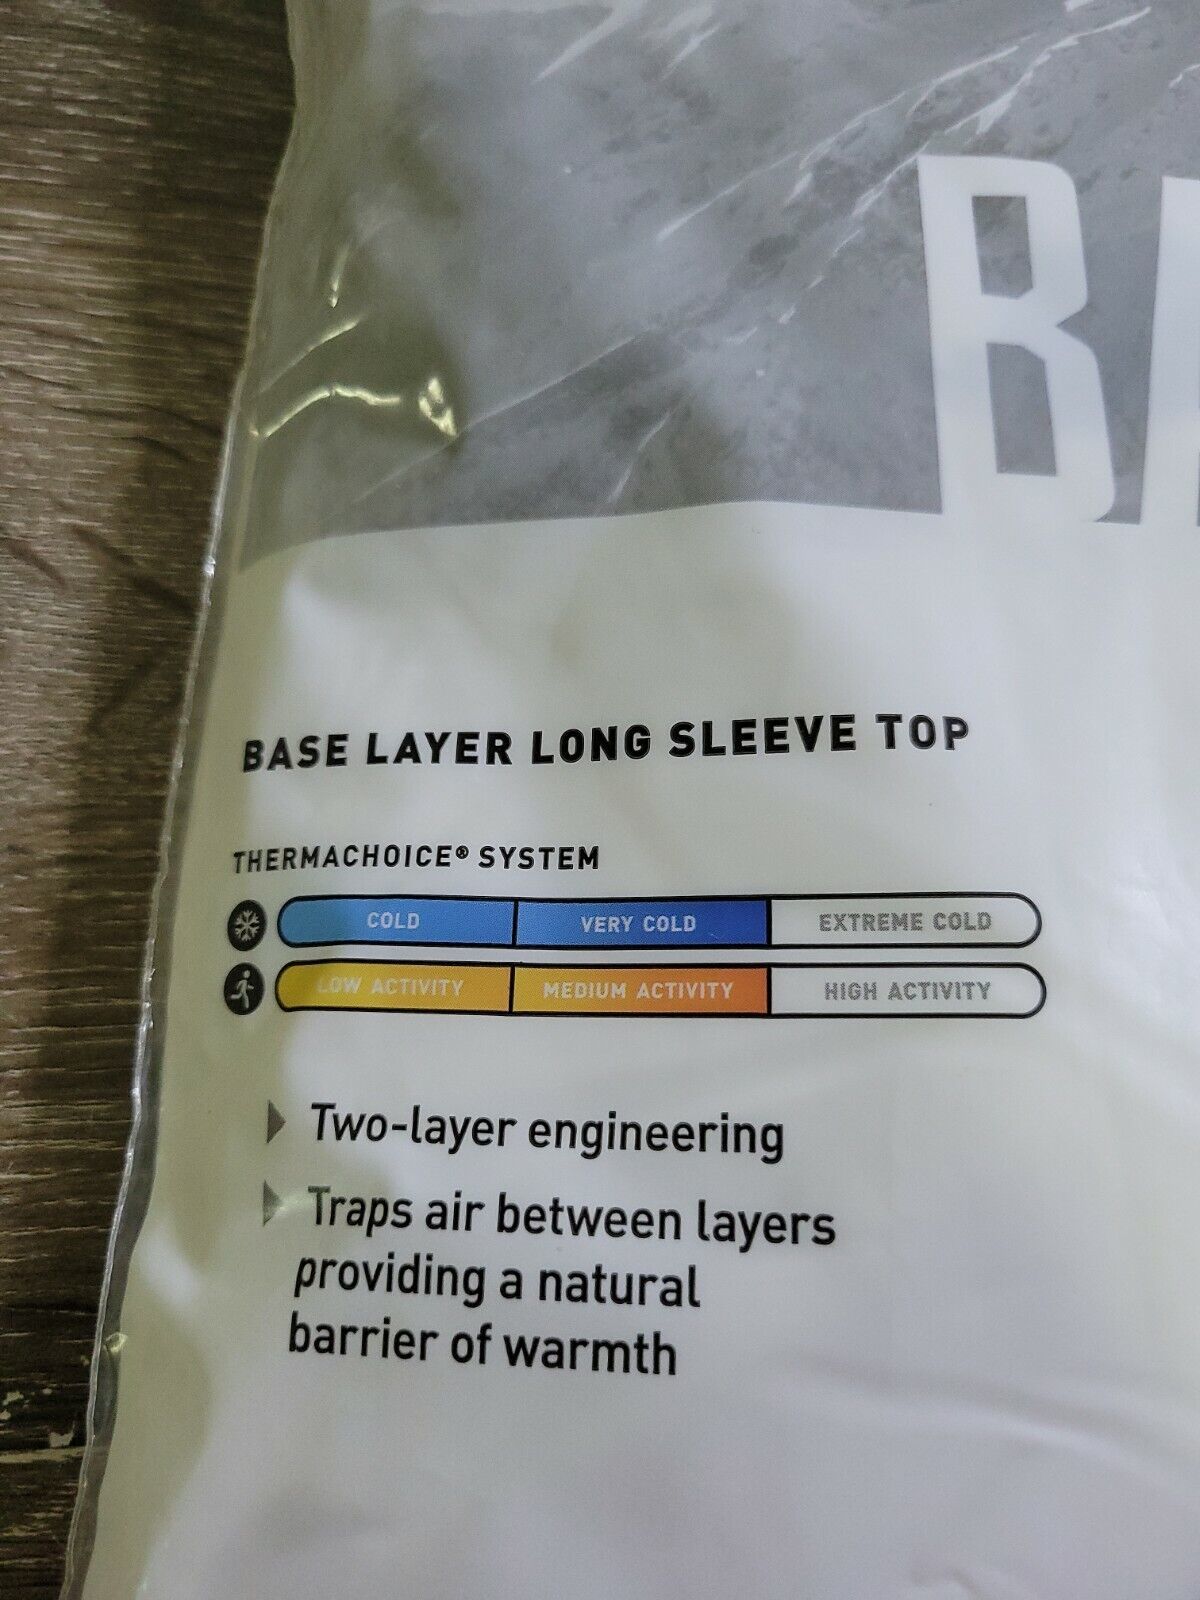 BA
BASE LAYER LONG SLEEVE TOP
THERMACHOICE® SYSTEM
COLD VERY COLD EXTREME COLD
LOW ACTIVITY MEDIUM ACTIVITY HIGH ACTIVITY
Two-layer engineering
Traps air between layers
providing a natural
barrier of warmth